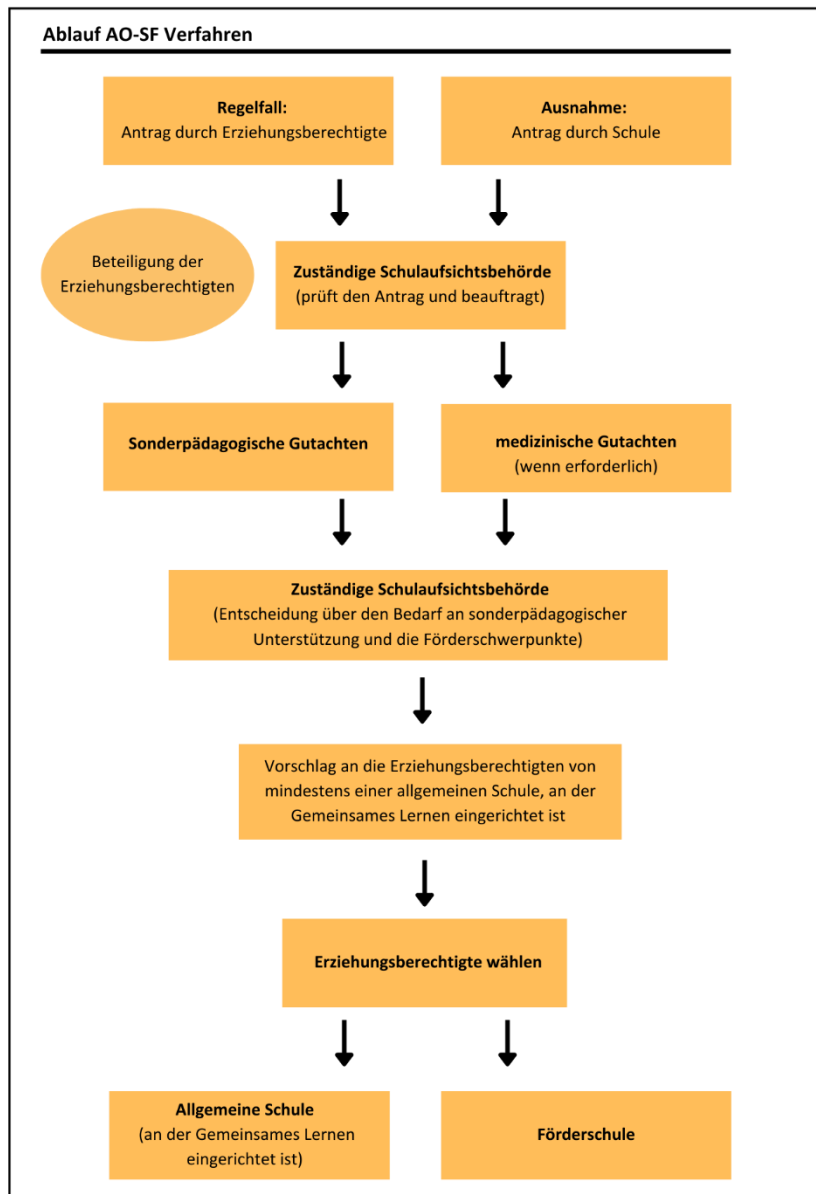 Ablauf AO-SF Verfahren
Regelfall:
Antrag durch Erziehungsberechtigte
Ausnahme:
Antrag durch Schule
Beteiligung der
Erziehungsberechtigten
Zuständige Schulaufsichtsbehörde
(prüft den Antrag und beauftragt)
Sonderpädagogische Gutachten
medizinische Gutachten
(wenn erforderlich)
Zuständige Schulaufsichtsbehörde
(Entscheidung über den Bedarf an sonderpädagogischer
Unterstützung und die Förderschwerpunkte)
Vorschlag an die Erziehungsberechtigten von
mindestens einer allgemeinen Schule, an der
Gemeinsames Lernen eingerichtet ist
Erziehungsberechtigte wählen
Allgemeine Schule
(an der Gemeinsames Lernen
eingerichtet ist)
Förderschule